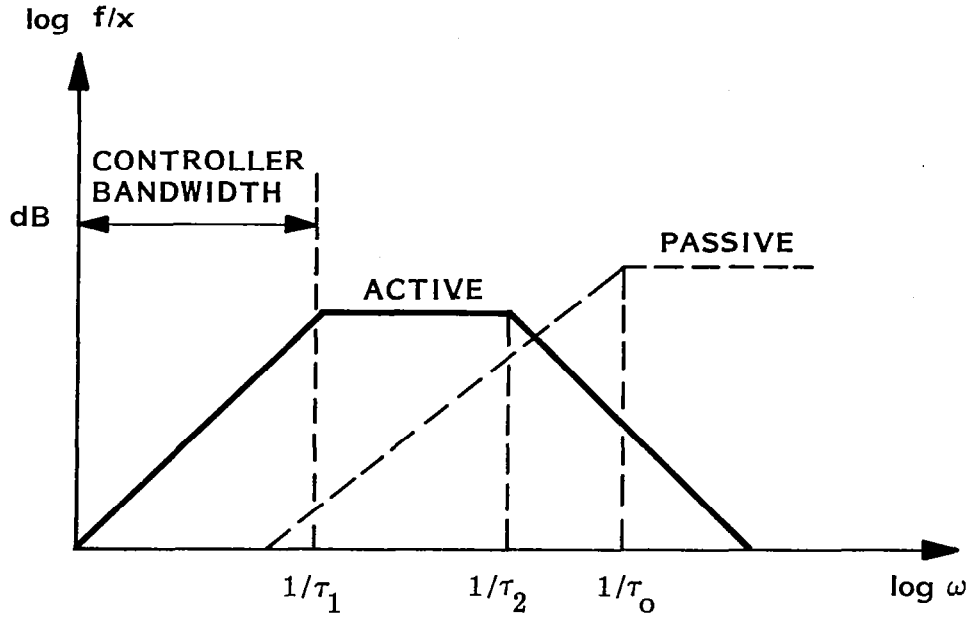 log f/x
CONTROLLER
BANDWIDTH
dB
PASSIVE
ACTIVE
1/τ₁
1/τ₂
1/τₒ
log ω